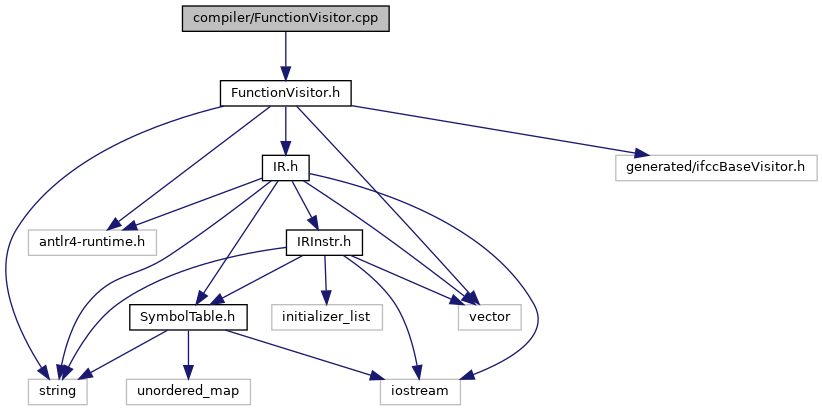 compiler/FunctionVisitor.cpp
FunctionVisitor.h
IR.h
generated/ifccBaseVisitor.h
antlr4-runtime.h
IRInstr.h
SymbolTable.h
initializer_list
vector
string
unordered_map
iostream